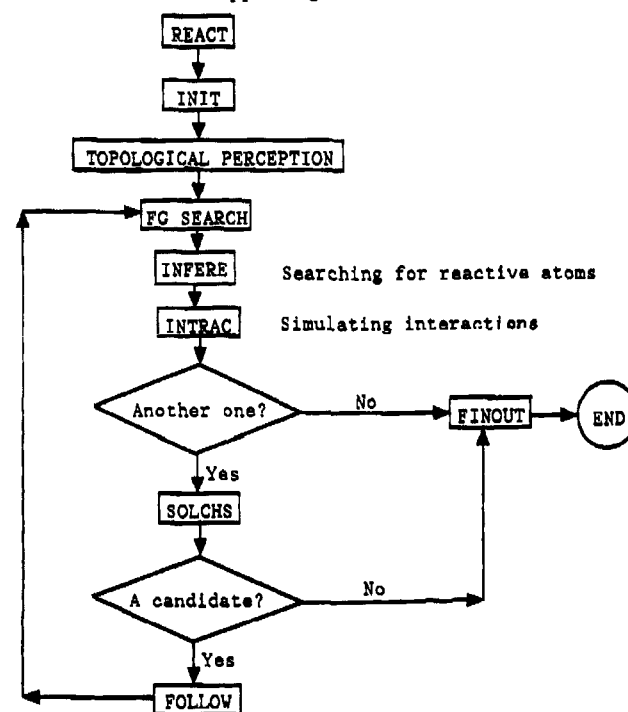 REACT
INIT
TOPOLOGICAL PERCEPTION
FG SEARCH
INFERE Searching for reactive atoms
INTRAC Simulating interactions
Another one? No FINOUT END
Yes
SOLCHS
A candidate? No
Yes
FOLLOW